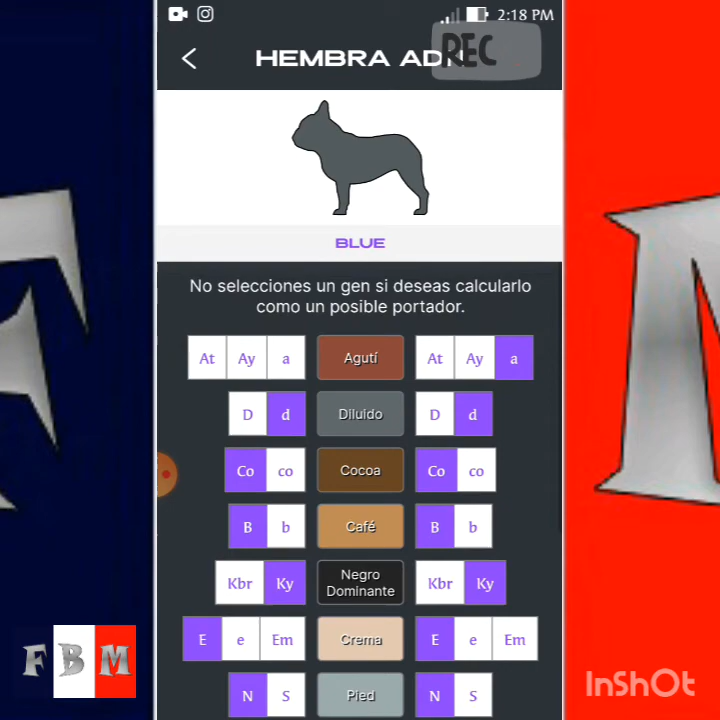 2:18 PM
REC
HEMBRA ADN
BLUE
No selecciones un gen si deseas calcularlo
como un posible portador.
At Ay a Agutí At Ay a
D d Diluido D d
Co co Cocoa Co co
B b Café B b
Kbr Ky Negro Dominante Kbr Ky
E e Em Crema E e Em
N S Pied N S
F B M
InShOt